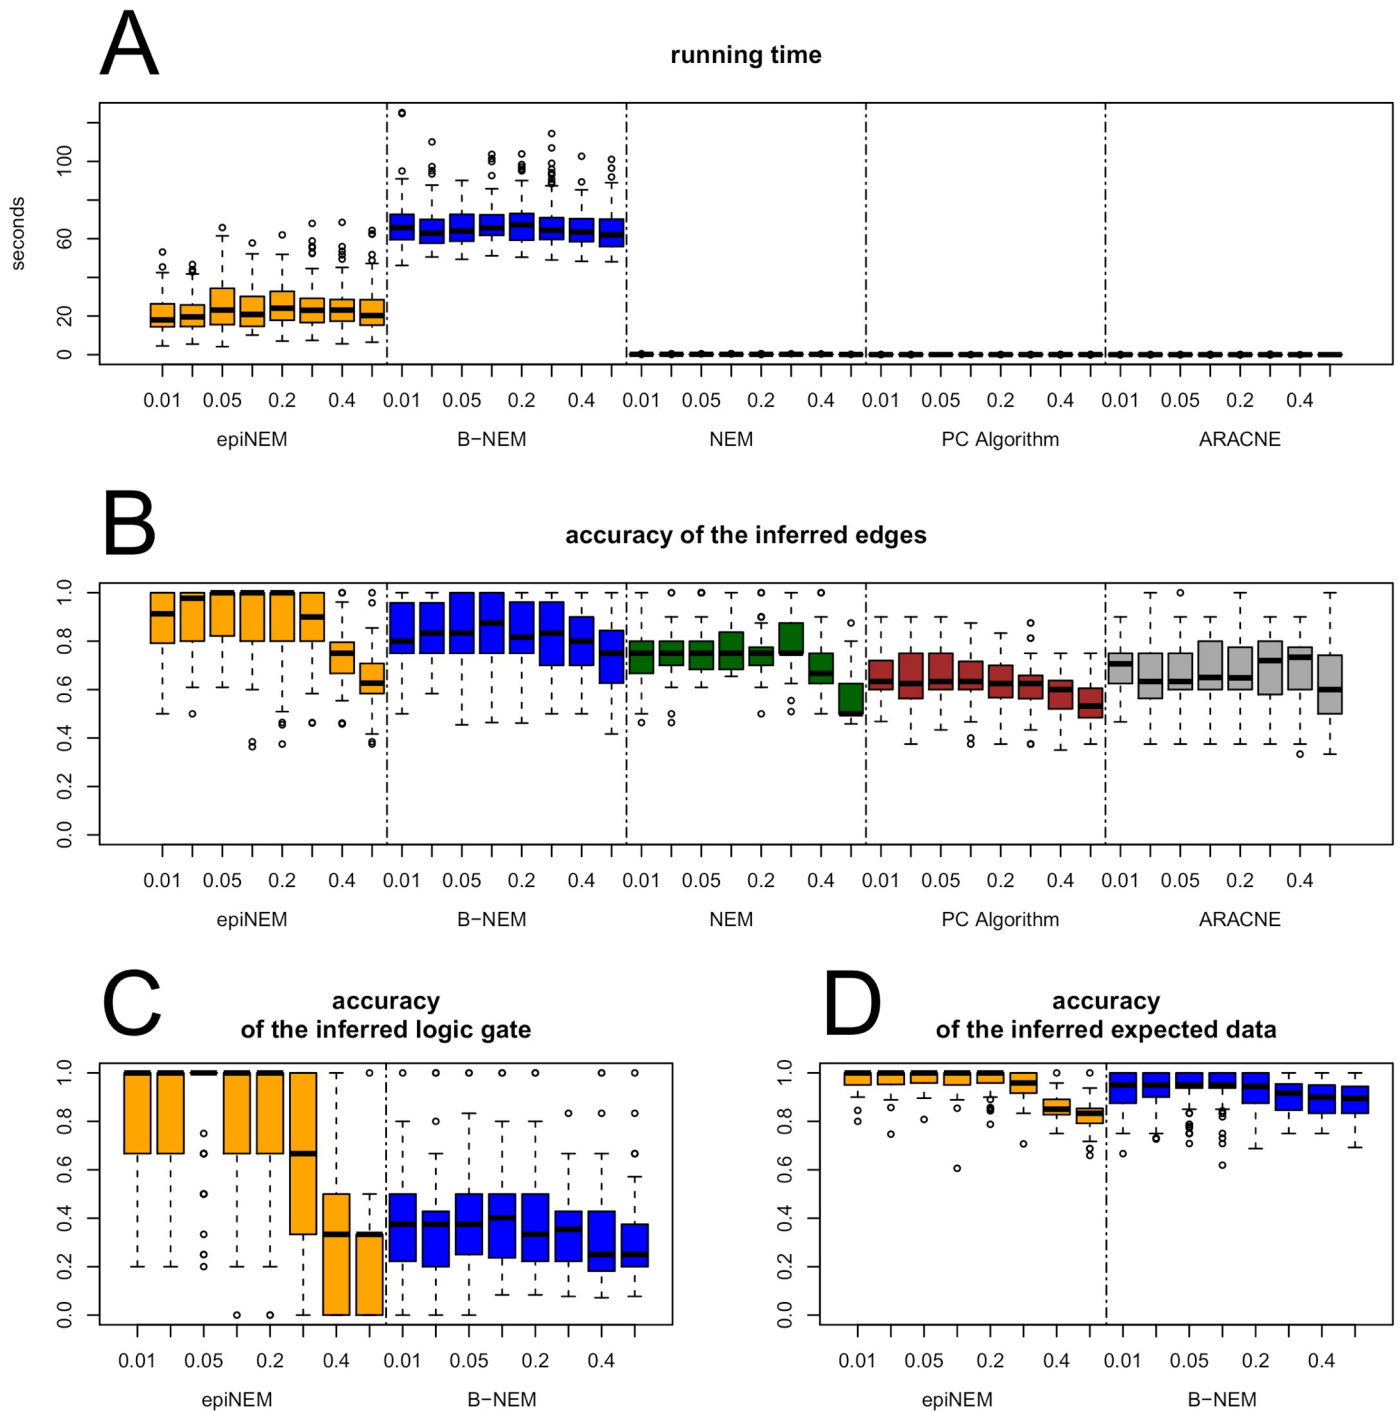 A
running time
seconds
100
60
20
0
0.01 0.05 0.2 0.4 0.01 0.05 0.2 0.4 0.01 0.05 0.2 0.4 0.01 0.05 0.2 0.4 0.01 0.05 0.2 0.4
epiNEM B−NEM NEM PC Algorithm ARACNE
B
accuracy of the inferred edges
1.0
0.8
0.6
0.4
0.2
0.0
0.01 0.05 0.2 0.4 0.01 0.05 0.2 0.4 0.01 0.05 0.2 0.4 0.01 0.05 0.2 0.4 0.01 0.05 0.2 0.4
epiNEM B−NEM NEM PC Algorithm ARACNE
C
accuracy
of the inferred logic gate
1.0
0.8
0.6
0.4
0.2
0.0
0.01 0.05 0.2 0.4 0.01 0.05 0.2 0.4
epiNEM B−NEM
D
accuracy
of the inferred expected data
1.0
0.8
0.6
0.4
0.2
0.0
0.01 0.05 0.2 0.4 0.01 0.05 0.2 0.4
epiNEM B−NEM